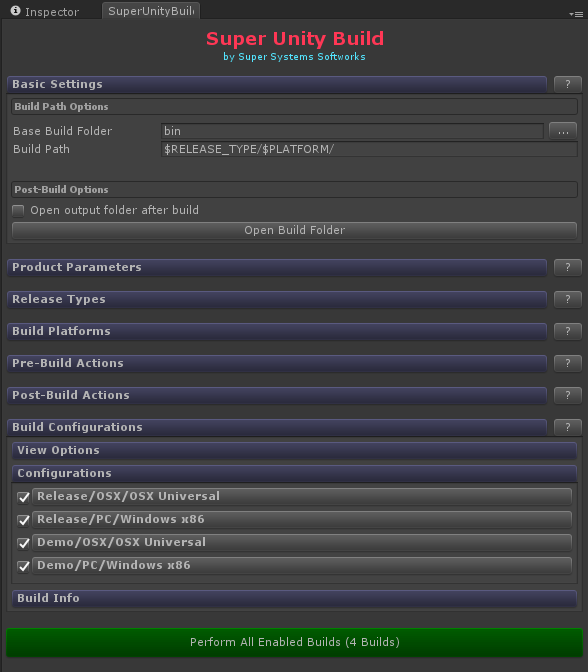 Inspector
SuperUnityBuil
Super Unity Build
by Super Systems Softworks
Basic Settings ?
Build Path Options
Base Build Folder bin ...
Build Path $RELEASE_TYPE/$PLATFORM/
Post-Build Options
Open output folder after build
Open Build Folder
Product Parameters ?
Release Types ?
Build Platforms ?
Pre-Build Actions ?
Post-Build Actions ?
Build Configurations ?
View Options
Configurations
Release/OSX/OSX Universal
Release/PC/Windows x86
Demo/OSX/OSX Universal
Demo/PC/Windows x86
Build Info
Perform All Enabled Builds (4 Builds)